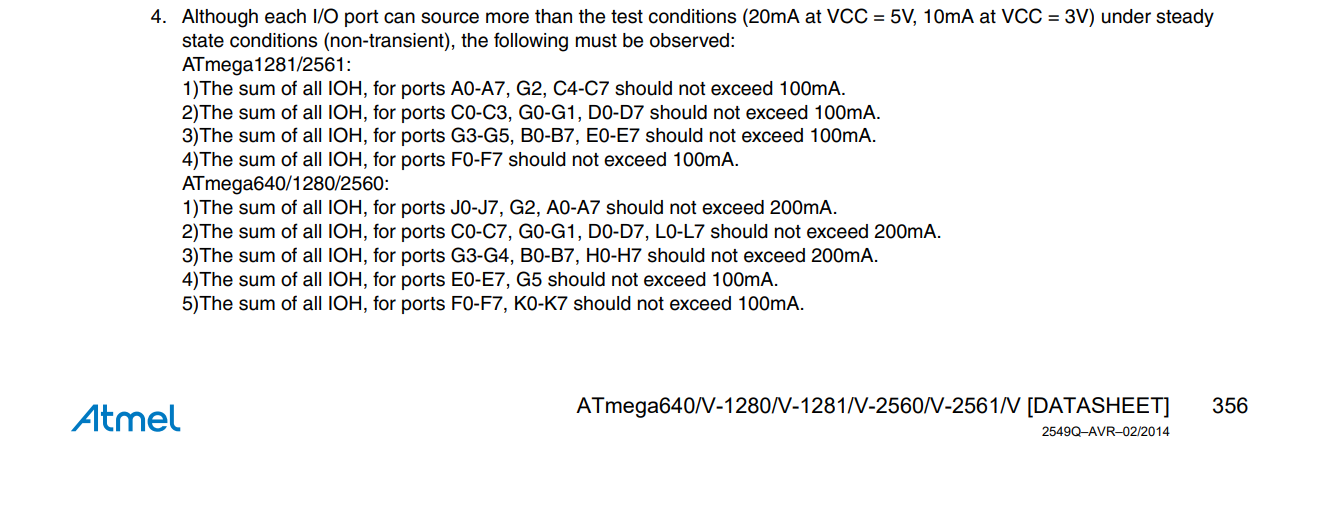 4. Although each I/O port can source more than the test conditions (20mA at VCC = 5V, 10mA at VCC = 3V) under steady
state conditions (non-transient), the following must be observed:
ATmega1281/2561:
1)The sum of all IOH, for ports A0-A7, G2, C4-C7 should not exceed 100mA.
2)The sum of all IOH, for ports C0-C3, G0-G1, D0-D7 should not exceed 100mA.
3)The sum of all IOH, for ports G3-G5, B0-B7, E0-E7 should not exceed 100mA.
4)The sum of all IOH, for ports F0-F7 should not exceed 100mA.
ATmega640/1280/2560:
1)The sum of all IOH, for ports J0-J7, G2, A0-A7 should not exceed 200mA.
2)The sum of all IOH, for ports C0-C7, G0-G1, D0-D7, L0-L7 should not exceed 200mA.
3)The sum of all IOH, for ports G3-G4, B0-B7, H0-H7 should not exceed 200mA.
4)The sum of all IOH, for ports E0-E7, G5 should not exceed 100mA.
5)The sum of all IOH, for ports F0-F7, K0-K7 should not exceed 100mA.
Atmel
ATmega640/V-1280/V-1281/V-2560/V-2561/V [DATASHEET] 356
2549Q–AVR–02/2014